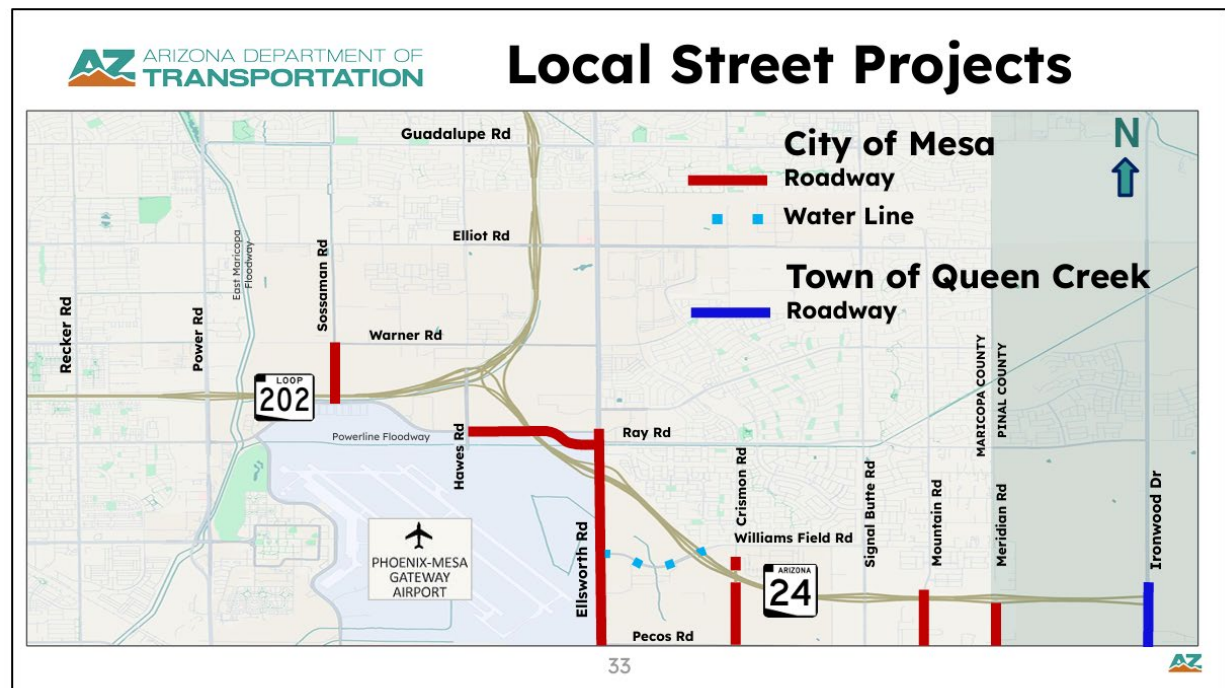 AZ ARIZONA DEPARTMENT OF
TRANSPORTATION
Local Street Projects
Guadalupe Rd
City of Mesa
Roadway
Water Line
Town of Queen Creek
Roadway
N
Elliot Rd
East Maricopa
Floodway
Sossaman Rd
Recker Rd
Power Rd
Warner Rd
LOOP
202
Powerline Floodway
Hawes Rd
Ray Rd
MARICOPA COUNTY
PINAL COUNTY
Crismon Rd
Williams Field Rd
Signal Butte Rd
Mountain Rd
Meridian Rd
Ironwood Dr
PHOENIX-MESA
GATEWAY
AIRPORT
Ellsworth Rd
ARIZONA
24
Pecos Rd
33
AZ